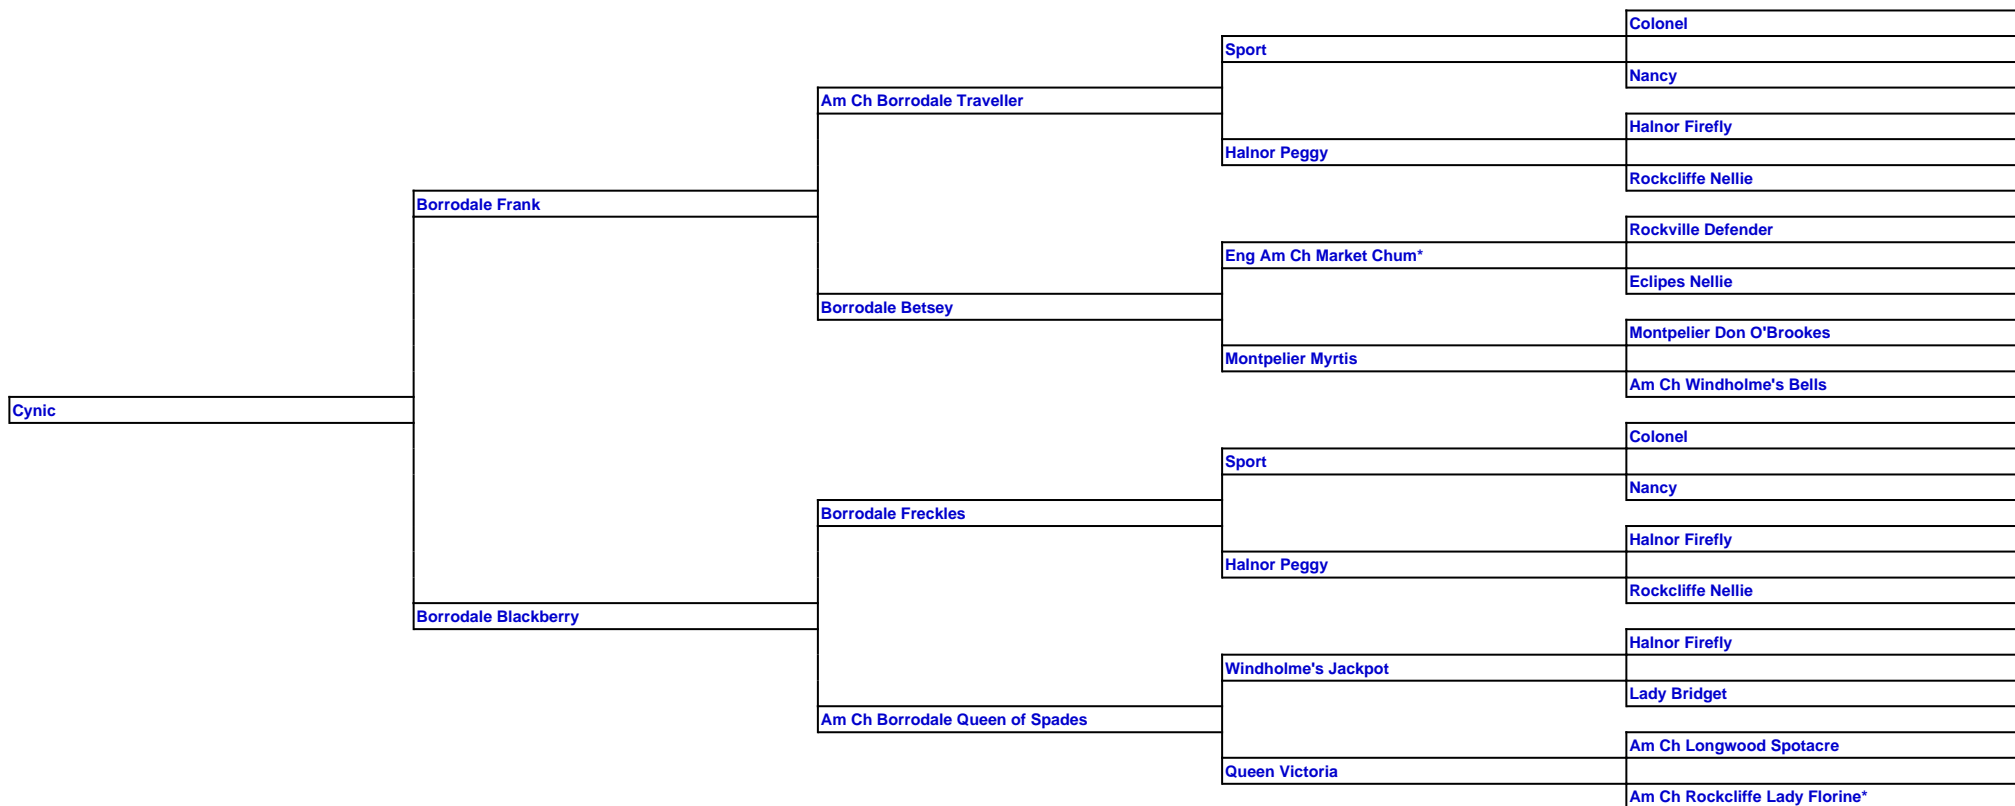 Colonel
Sport
Nancy
Am Ch Borrodale Traveller
Halnor Firefly
Halnor Peggy
Rockcliffe Nellie
Borrodale Frank
Rockville Defender
Eng Am Ch Market Chum*
Eclipes Nellie
Borrodale Betsey
Montpelier Don O'Brookes
Montpelier Myrtis
Am Ch Windholme's Bells
Cynic
Colonel
Sport
Nancy
Borrodale Freckles
Halnor Firefly
Halnor Peggy
Rockcliffe Nellie
Borrodale Blackberry
Halnor Firefly
Windholme's Jackpot
Lady Bridget
Am Ch Borrodale Queen of Spades
Am Ch Longwood Spotacre
Queen Victoria
Am Ch Rockcliffe Lady Florine*